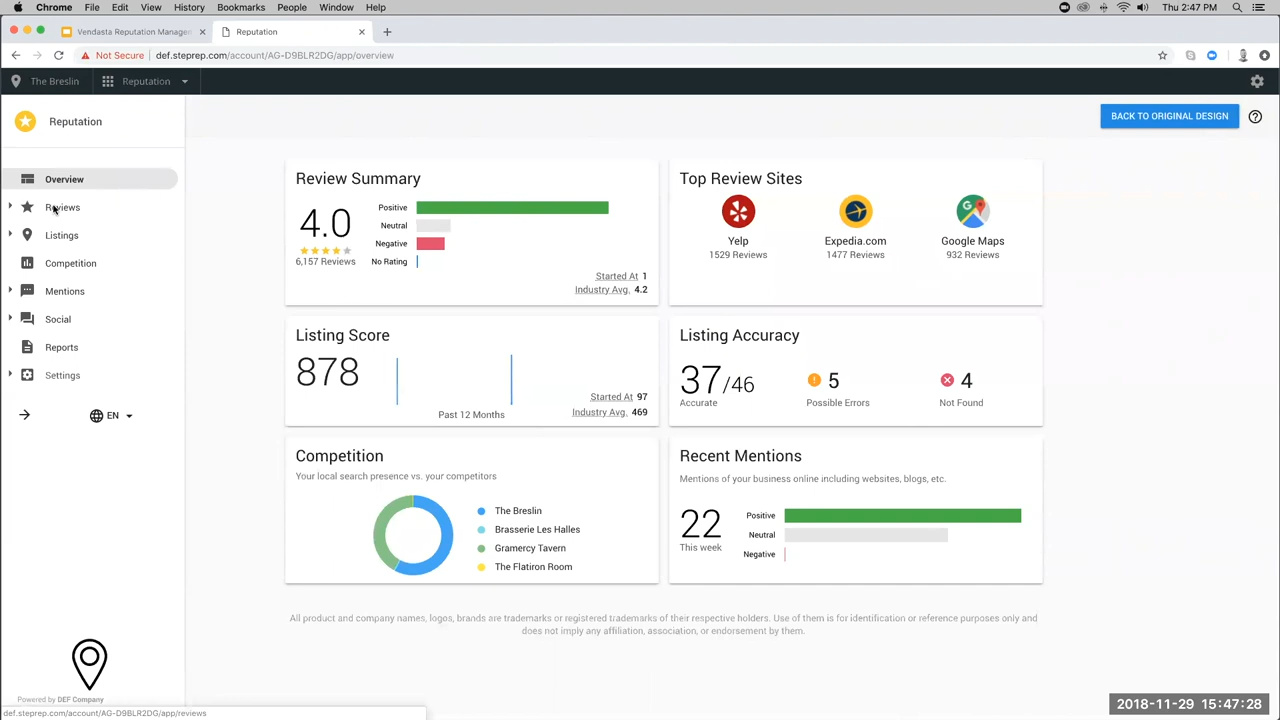 Chrome File Edit View History Bookmarks People Window Help Thu 2:47 PM
Vendasta Reputation Manage Reputation
Not Secure def.steprep.com/account/AG-D9BLR2DG/app/overview
The Breslin Reputation
Reputation
BACK TO ORIGINAL DESIGN
Overview
Reviews
Listings
Competition
Mentions
Social
Reports
Settings
EN
Powered by DEF Company
def.steprep.com/account/AG-D9BLR2DG/app/reviews
Review Summary
4.0
6,157 Reviews
Positive
Neutral
Negative
No Rating
Started At 1
Industry Avg. 4.2
Top Review Sites
Yelp
1529 Reviews
Expedia.com
1477 Reviews
Google Maps
932 Reviews
Listing Score
878
Past 12 Months
Started At 97
Industry Avg. 469
Listing Accuracy
37/46
Accurate
5
Possible Errors
4
Not Found
Competition
Your local search presence vs. your competitors
The Breslin
Brasserie Les Halles
Gramercy Tavern
The Flatiron Room
Recent Mentions
Mentions of your business online including websites, blogs, etc.
22
This week
Positive
Neutral
Negative
All product and company names, logos, brands are trademarks or registered trademarks of their respective holders. Use of them is for identification or reference purposes only and
does not imply any affiliation, association, or endorsement by them.
2018-11-29 15:47:28